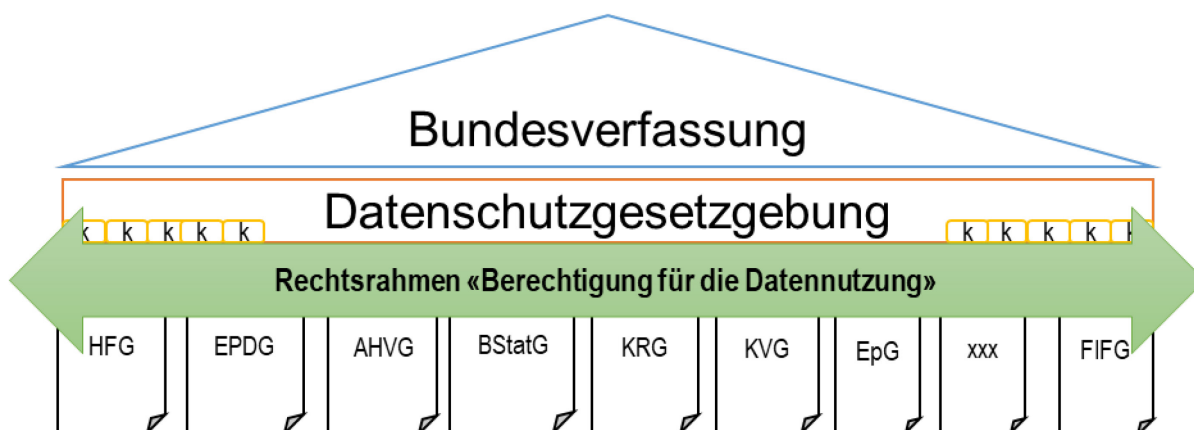 Bundesverfassung
Datenschutzgesetzgebung
k k k k k k k k k k
Rechtsrahmen «Berechtigung für die Datennutzung»
HFG EPDG AHVG BStatG KRG KVG EpG xxx FIFG